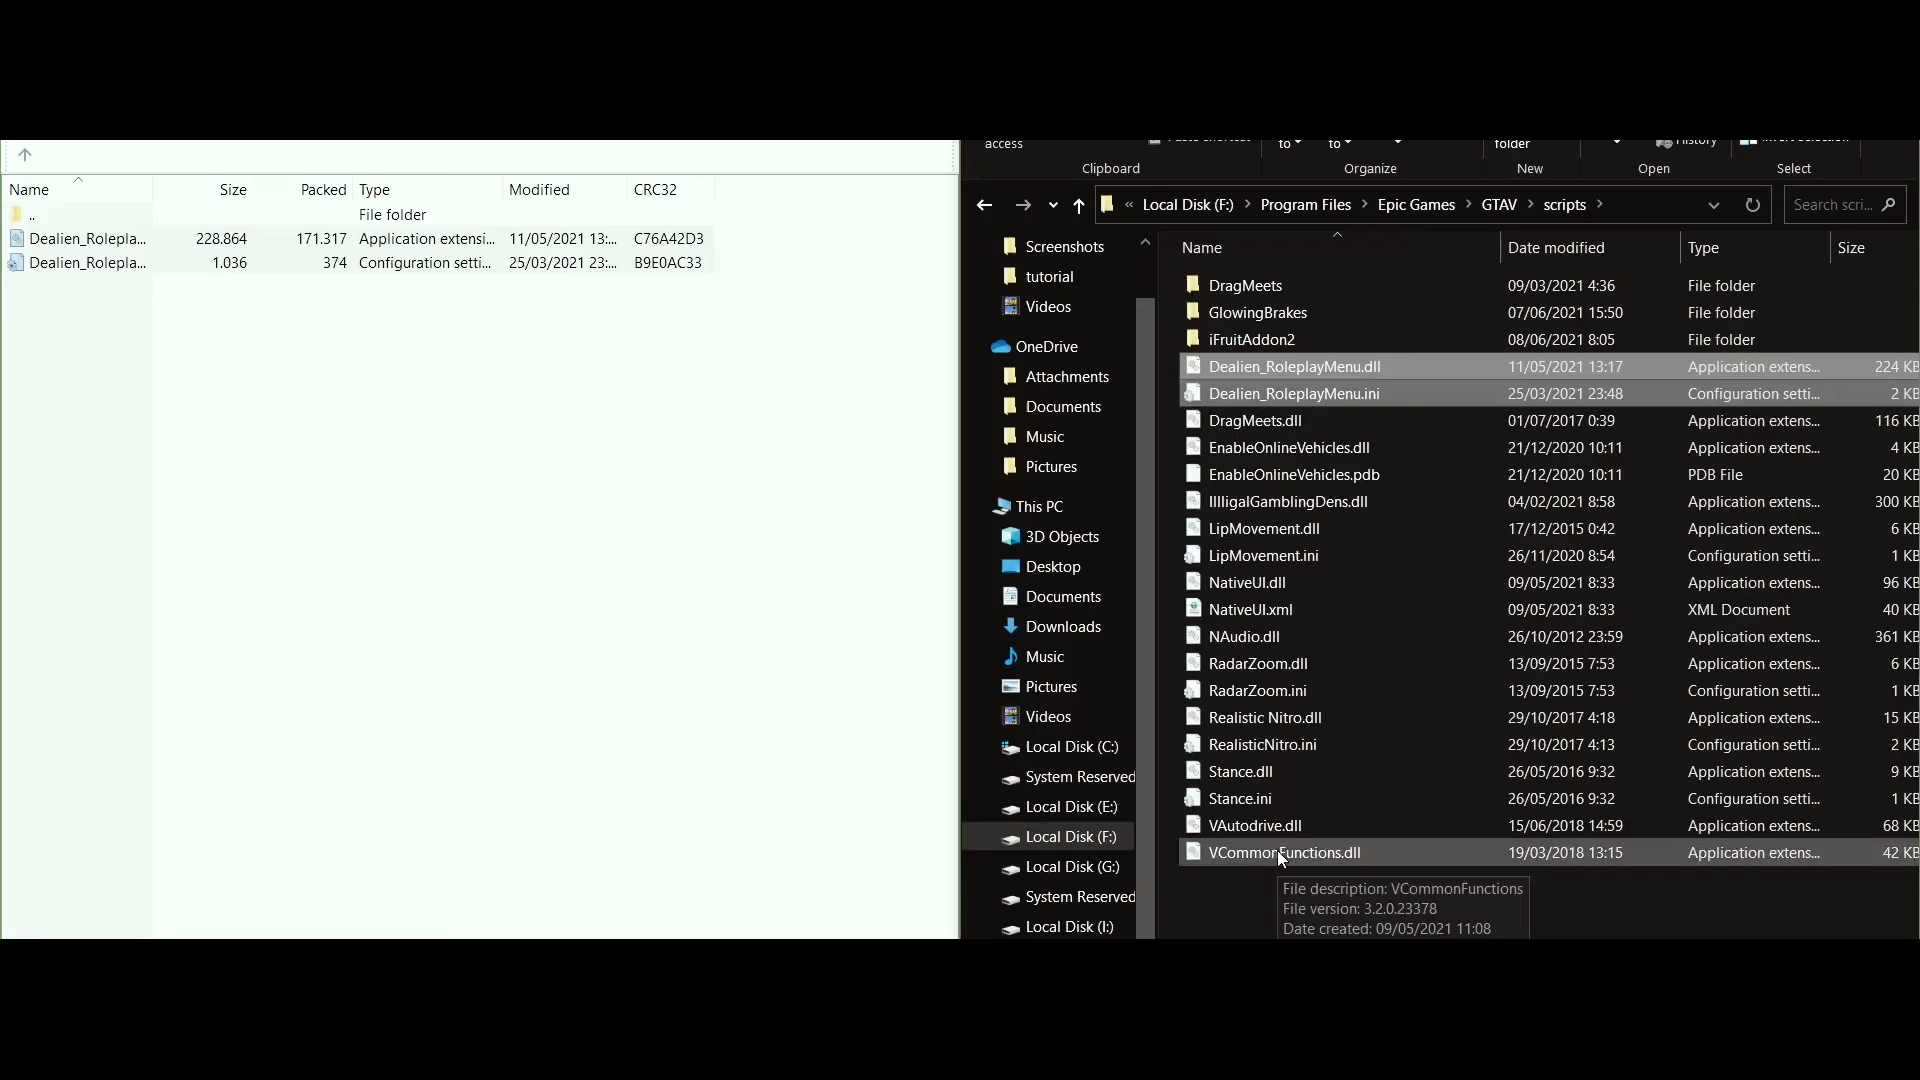 access
to
to
folder
History
Clipboard
Organize
New
Open
Select
« Local Disk (F:) > Program Files > Epic Games > GTAV > scripts >
Search scri...
Name Size Packed Type Modified CRC32
.. File folder
Dealien_Rolepla... 228.864 171.317 Application extensi... 11/05/2021 13:... C76A42D3
Dealien_Rolepla... 1.036 374 Configuration setti... 25/03/2021 23:... B9E0AC33
Screenshots
tutorial
Videos
OneDrive
Attachments
Documents
Music
Pictures
This PC
3D Objects
Desktop
Documents
Downloads
Music
Pictures
Videos
Local Disk (C:)
System Reserved
Local Disk (E:)
Local Disk (F:)
Local Disk (G:)
System Reserved
Local Disk (I:)
Name Date modified Type Size
DragMeets 09/03/2021 4:36 File folder
GlowingBrakes 07/06/2021 15:50 File folder
iFruitAddon2 08/06/2021 8:05 File folder
Dealien_RoleplayMenu.dll 11/05/2021 13:17 Application extens... 224 KB
Dealien_RoleplayMenu.ini 25/03/2021 23:48 Configuration setti... 2 KB
DragMeets.dll 01/07/2017 0:39 Application extens... 116 KB
EnableOnlineVehicles.dll 21/12/2020 10:11 Application extens... 4 KB
EnableOnlineVehicles.pdb 21/12/2020 10:11 PDB File 20 KB
IllligalGamblingDens.dll 04/02/2021 8:58 Application extens... 300 KB
LipMovement.dll 17/12/2015 0:42 Application extens... 6 KB
LipMovement.ini 26/11/2020 8:54 Configuration setti... 1 KB
NativeUI.dll 09/05/2021 8:33 Application extens... 96 KB
NativeUI.xml 09/05/2021 8:33 XML Document 40 KB
NAudio.dll 26/10/2012 23:59 Application extens... 361 KB
RadarZoom.dll 13/09/2015 7:53 Application extens... 6 KB
RadarZoom.ini 13/09/2015 7:53 Configuration setti... 1 KB
Realistic Nitro.dll 29/10/2017 4:18 Application extens... 15 KB
RealisticNitro.ini 29/10/2017 4:13 Configuration setti... 2 KB
Stance.dll 26/05/2016 9:32 Application extens... 9 KB
Stance.ini 26/05/2016 9:32 Configuration setti... 1 KB
VAutodrive.dll 15/06/2018 14:59 Application extens... 68 KB
VCommonFunctions.dll 19/03/2018 13:15 Application extens... 42 KB
File description: VCommonFunctions
File version: 3.2.0.23378
Date created: 09/05/2021 11:08